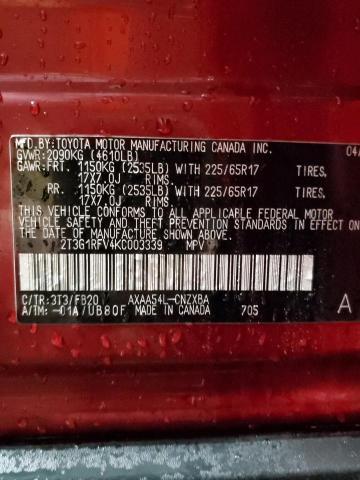 M.D.BY:TOYOTA MOTOR MANUFACTURING CANADA INC. 04/
GVWR:2090KG (4610LB)
GAWR:FRT. 1150KG (2535LB) WITH 225/65R17 TIRES,
17X7.0J RIMS
RR. 1150KG (2535LB) WITH 225/65R17 TIRES,
17X7.0J RIMS
THIS VEHICLE CONFORMS TO ALL APPLICABLE FEDERAL MOTOR
VEHICLE SAFETY, BUMPER, AND THEFT PREVENTION STANDARDS IN
EFFECT ON THE DATE OF MANUFACTURE SHOWN ABOVE.
2T3G1RFV4KC003339 MPV
C/TR:3T3/FB20 AXAA54L-CNZXBA A
A/TM:-01A/UB80F MADE IN CANADA 705